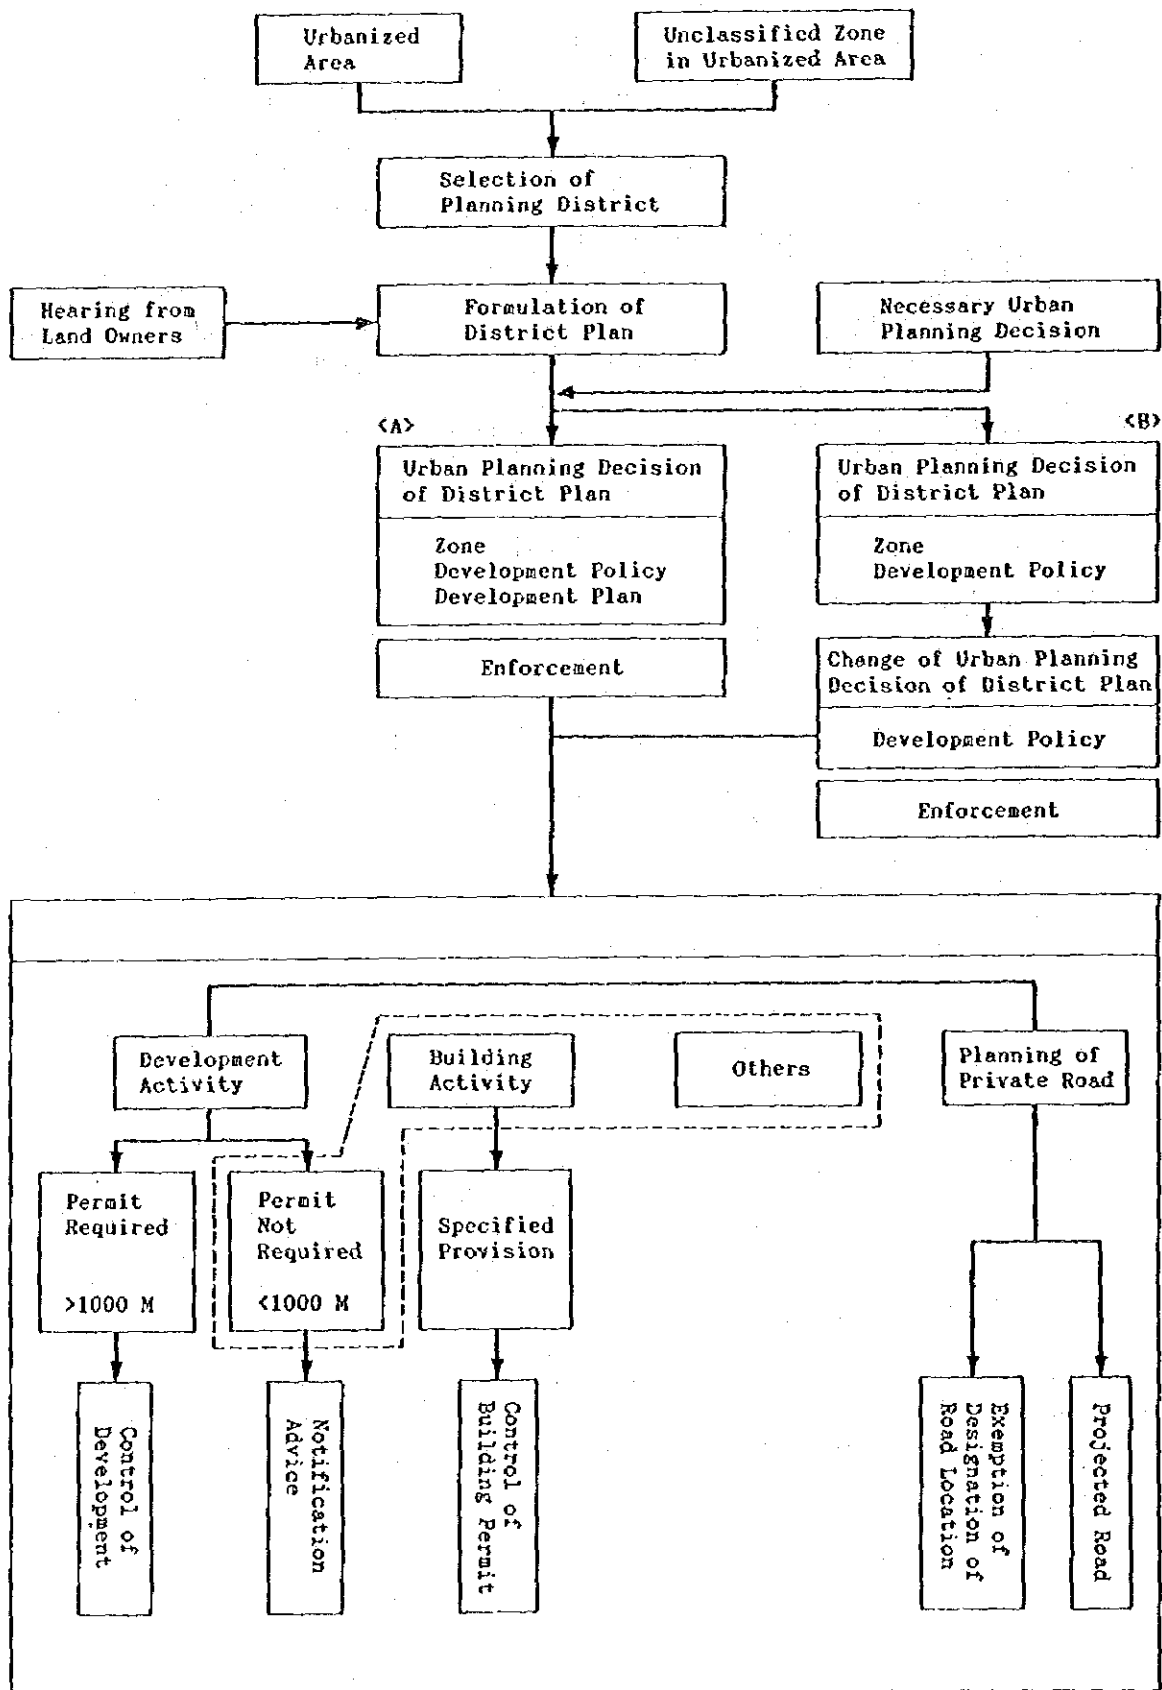 Urbanized
Area
Unclassified Zone
in Urbanized Area
Selection of
Planning District
Hearing from
Land Owners
Formulation of
District Plan
Necessary Urban
Planning Decision
<A>
<B>
Urban Planning Decision
of District Plan
Zone
Development Policy
Development Plan
Enforcement
Urban Planning Decision
of District Plan
Zone
Development Policy
Change of Urban Planning
Decision of District Plan
Development Policy
Enforcement
Development
Activity
Building
Activity
Others
Planning of
Private Road
Permit
Required
>1000 M
Permit
Not
Required
<1000 M
Specified
Provision
Control of
Development
Notification
Advice
Control of
Building Permit
Exemption of
Designation of
Road Location
Projected Road